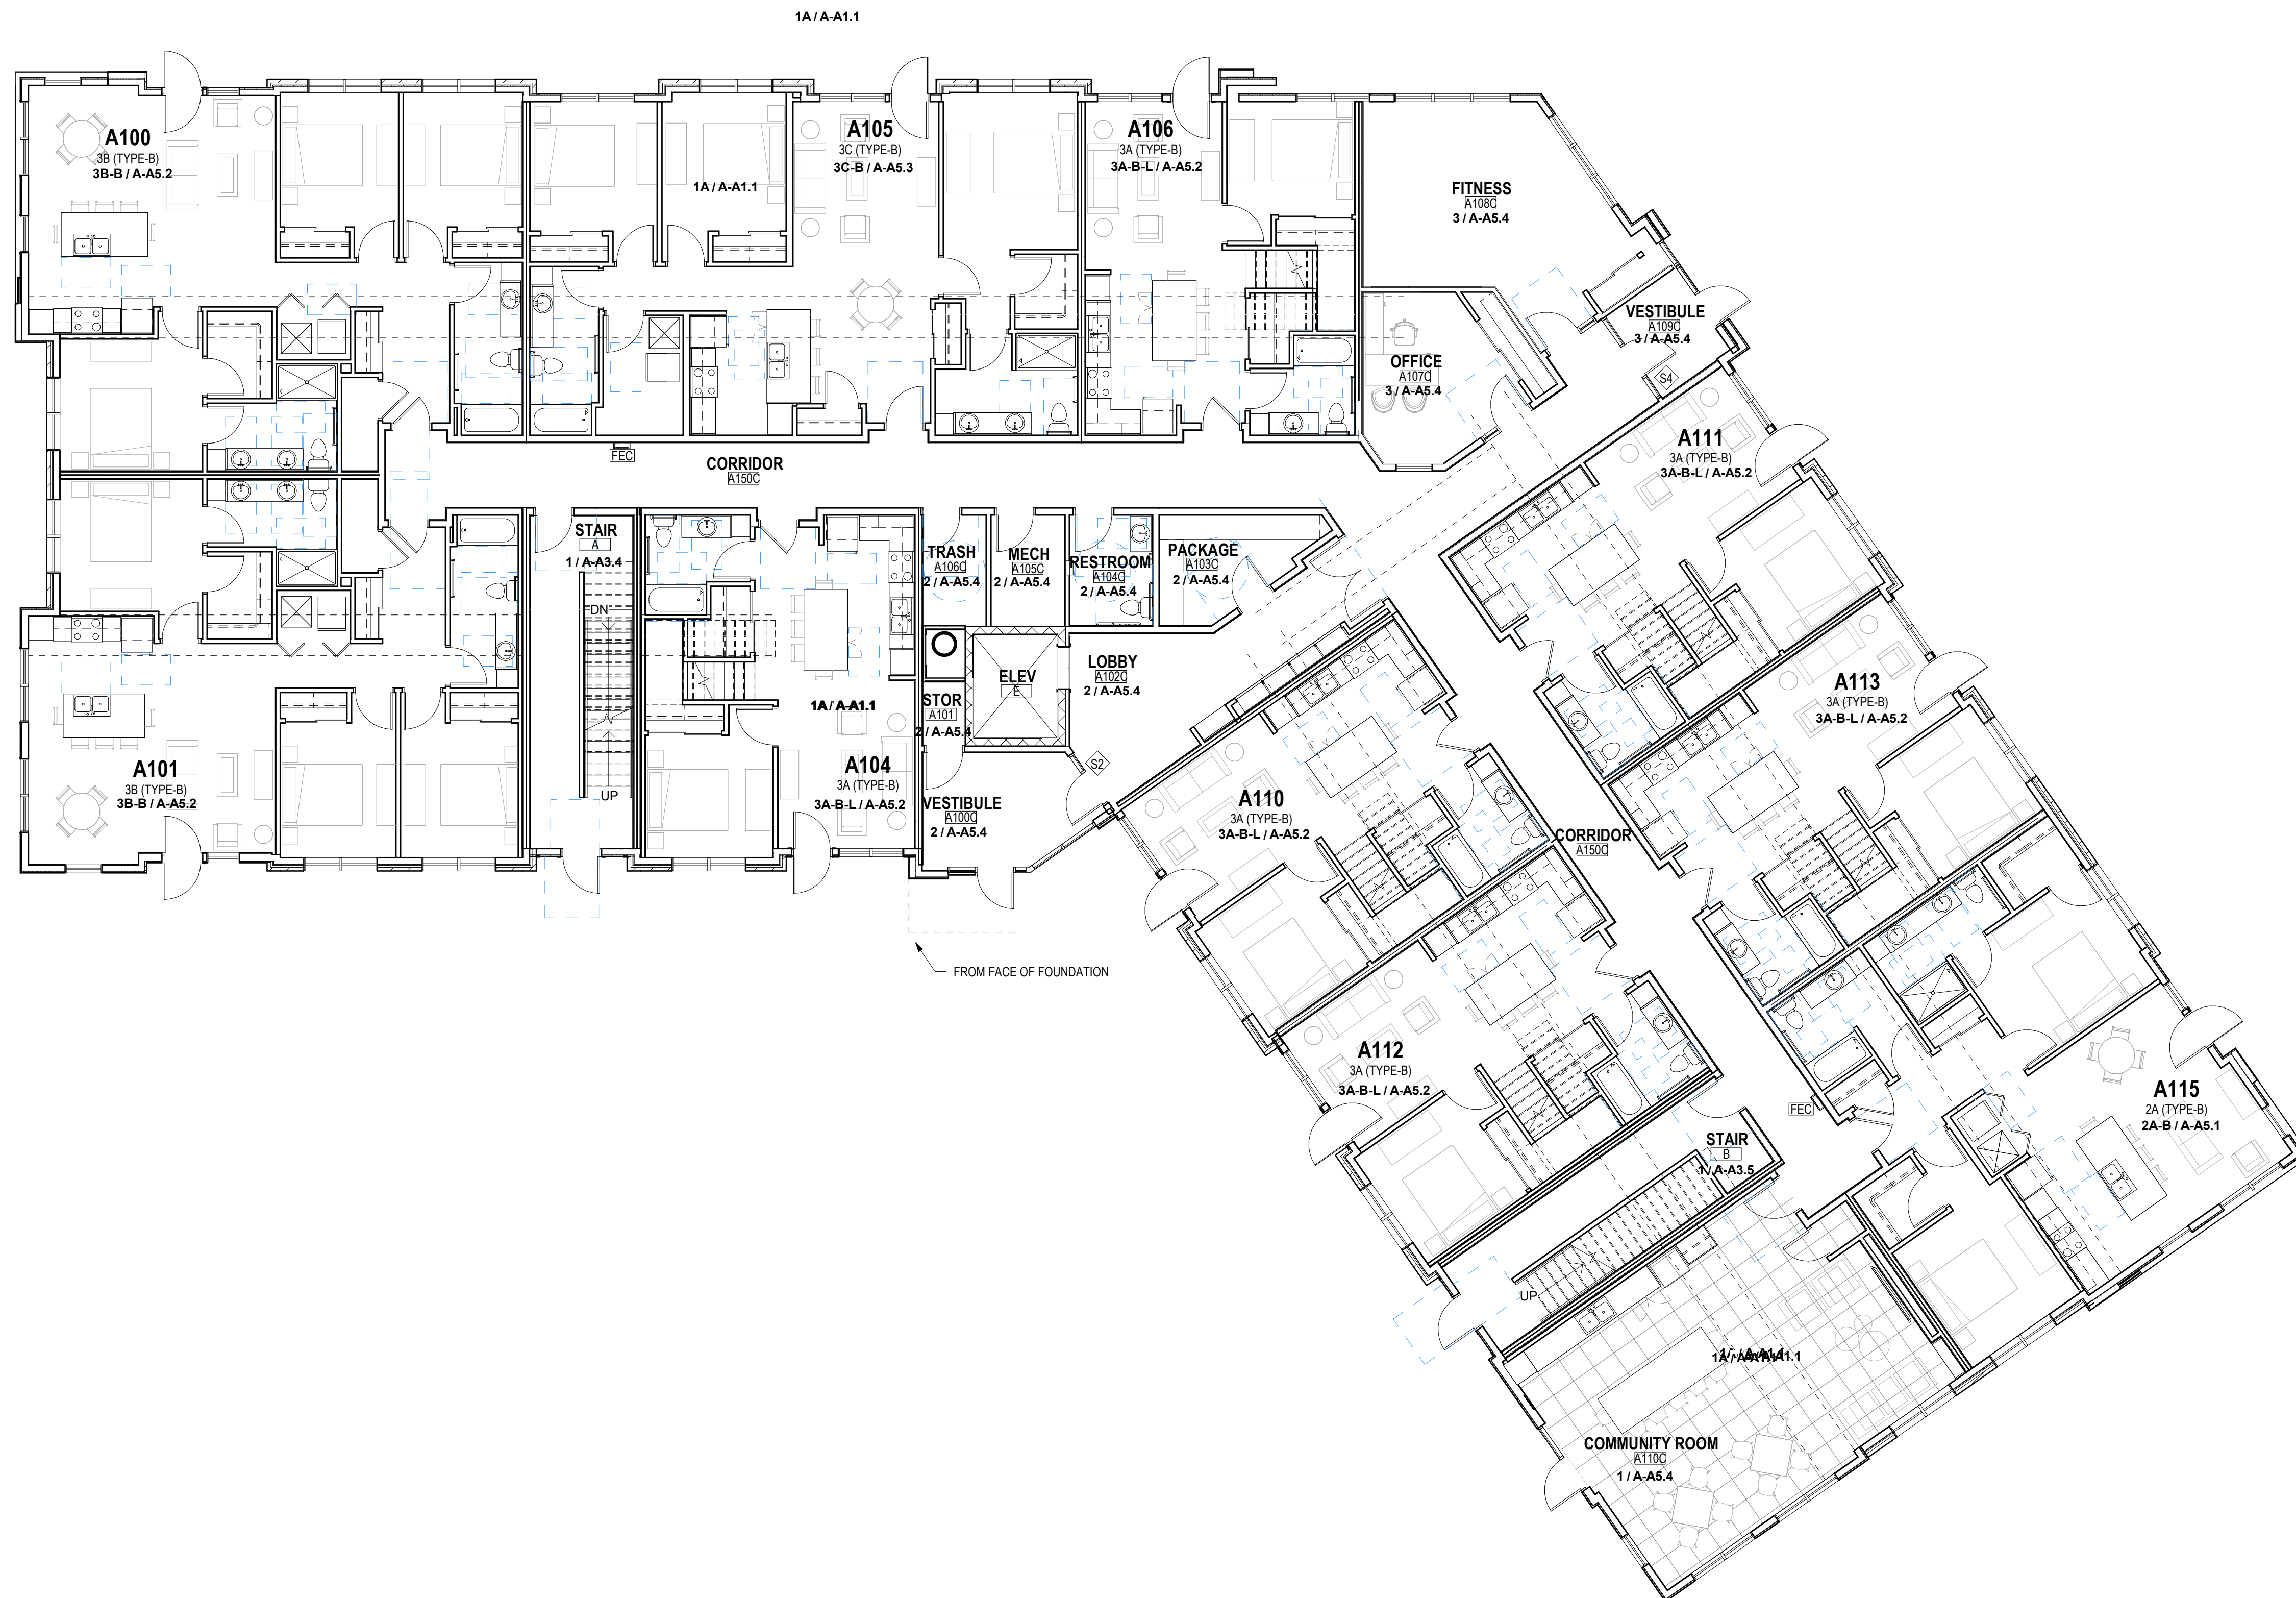 1A / A-A1.1
A100
3B (TYPE-B)
3B-B / A-A5.2
1A / A-A1.1
A105
3C (TYPE-B)
3C-B / A-A5.3
A106
3A (TYPE-B)
3A-B-L / A-A5.2
FITNESS
A108C
3 / A-A5.4
VESTIBULE
A109C
3 / A-A5.4
OFFICE
A107C
3 / A-A5.4
S4
FEC
CORRIDOR
A150C
A111
3A (TYPE-B)
3A-B-L / A-A5.2
STAIR
A
1 / A-A3.4
DN
UP
TRASH
A106C
2 / A-A5.4
MECH
A105C
2 / A-A5.4
RESTROOM
A104C
2 / A-A5.4
PACKAGE
A103C
2 / A-A5.4
LOBBY
A102C
2 / A-A5.4
ELEV
E
STOR
A101
2 / A-A5.4
1A / A-A1.1
A113
3A (TYPE-B)
3A-B-L / A-A5.2
A101
3B (TYPE-B)
3B-B / A-A5.2
A104
3A (TYPE-B)
3A-B-L / A-A5.2
S2
VESTIBULE
A100C
2 / A-A5.4
A110
3A (TYPE-B)
3A-B-L / A-A5.2
CORRIDOR
A150C
FROM FACE OF FOUNDATION
A112
3A (TYPE-B)
3A-B-L / A-A5.2
FEC
A115
2A (TYPE-B)
2A-B / A-A5.1
STAIR
B
1 / A-A3.5
UP
COMMUNITY ROOM
A110C
1 / A-A5.4